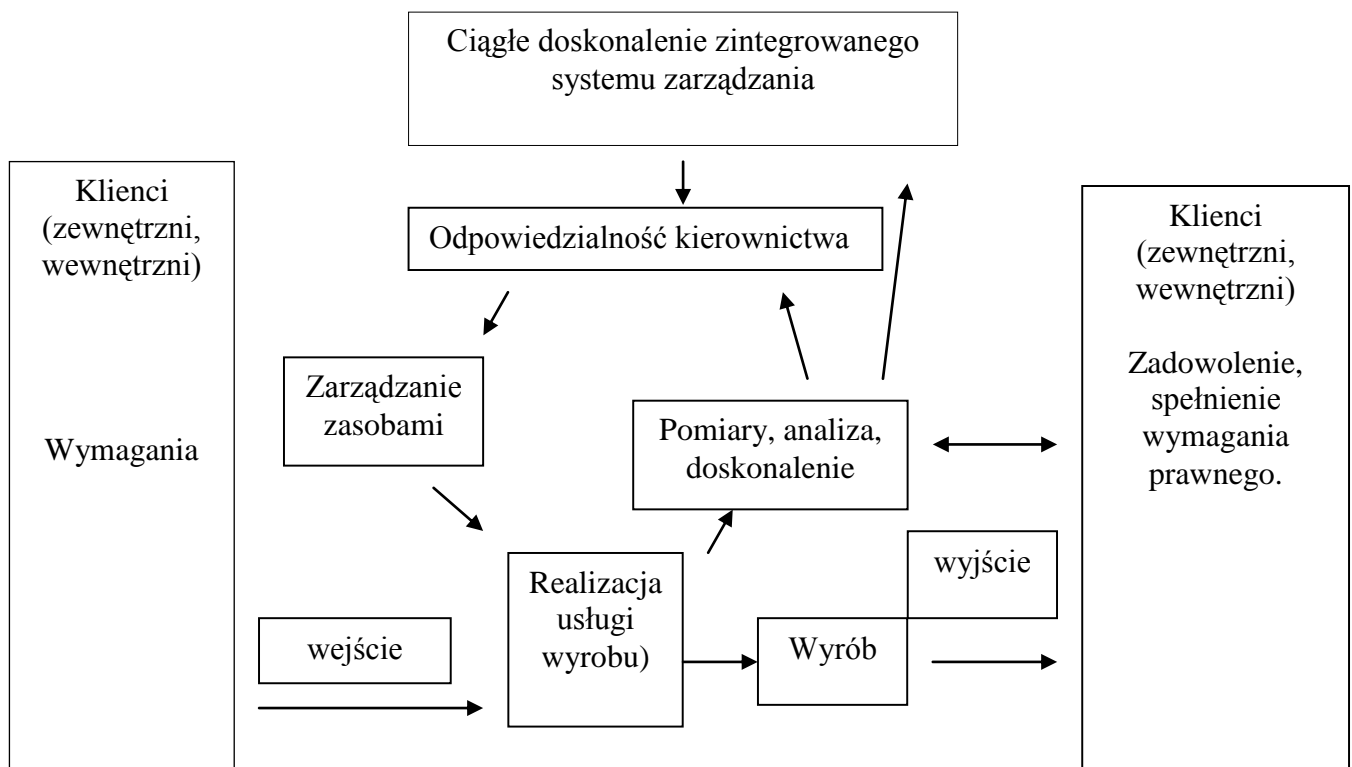 Ciągłe doskonalenie zintegrowanego
systemu zarządzania
Klienci
(zewnętrzni,
wewnętrzni)
Wymagania
Odpowiedzialność kierownictwa
Zarządzanie
zasobami
Pomiary, analiza,
doskonalenie
Klienci
(zewnętrzni,
wewnętrzni)
Zadowolenie,
spełnienie
wymagania
prawnego.
wejście
Realizacja
usługi
wyrobu)
Wyrób
wyjście